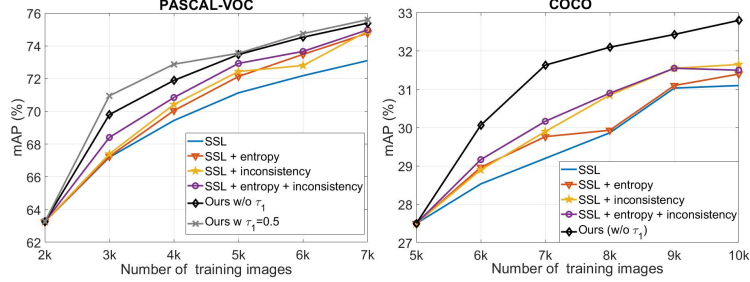 PASCAL-VOC
76
74
72
70
68
66
64
62
mAP (%)
2k 3k 4k 5k 6k 7k
Number of training images
SSL
SSL + entropy
SSL + inconsistency
SSL + entropy + inconsistency
Ours w/o τ₁
Ours w τ₁=0.5
COCO
33
32
31
30
29
28
27
mAP (%)
5k 6k 7k 8k 9k 10k
Number of training images
SSL
SSL + entropy
SSL + inconsistency
SSL + entropy + inconsistency
Ours (w/o τ₁)